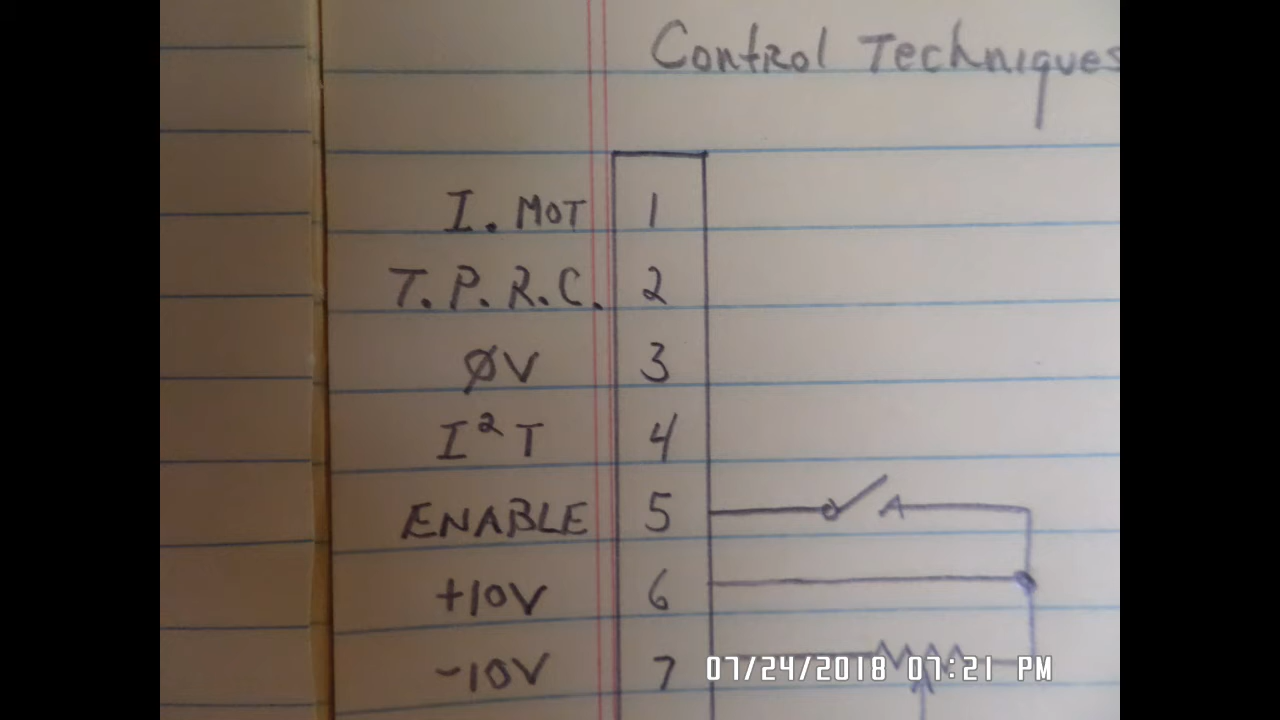 Control Techniques
I. MOT 1
T.P.R.C. 2
ØV 3
I²T 4
ENABLE 5
+10V 6
-10V 7
07/24/2018 07:21 PM